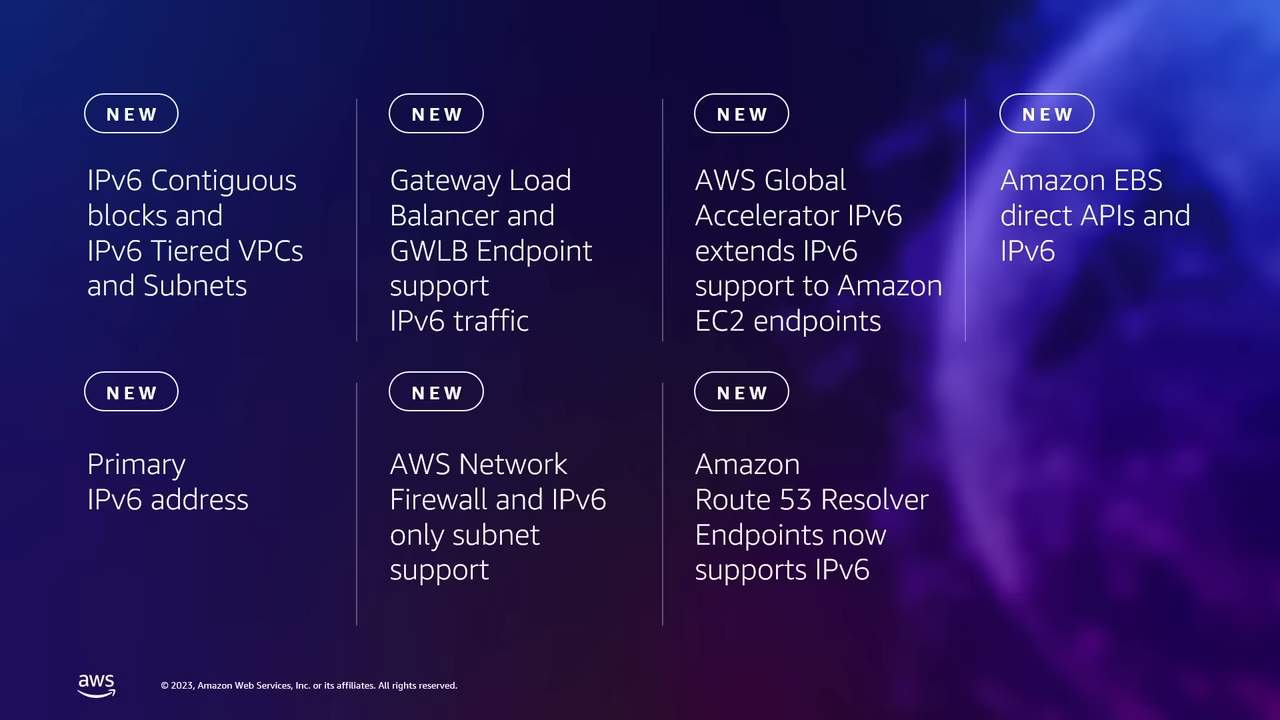 NEW
IPv6 Contiguous
blocks and
IPv6 Tiered VPCs
and Subnets
NEW
Gateway Load
Balancer and
GWLB Endpoint
support
IPv6 traffic
NEW
AWS Global
Accelerator IPv6
extends IPv6
support to Amazon
EC2 endpoints
NEW
Amazon EBS
direct APIs and
IPv6
NEW
Primary
IPv6 address
NEW
AWS Network
Firewall and IPv6
only subnet
support
NEW
Amazon
Route 53 Resolver
Endpoints now
supports IPv6
aws
© 2023, Amazon Web Services, Inc. or its affiliates. All rights reserved.